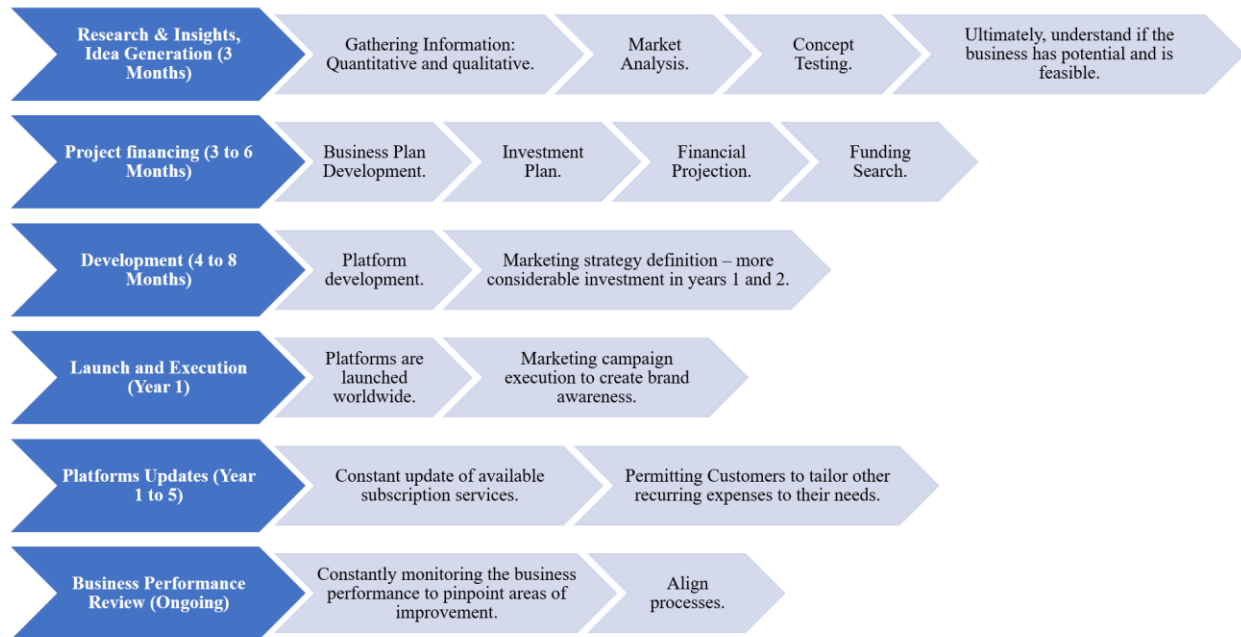 Research & Insights,
Idea Generation (3
Months)
Gathering Information:
Quantitative and qualitative.
Market
Analysis.
Concept
Testing.
Ultimately, understand if the
business has potential and is
feasible.
Project financing (3 to 6
Months)
Business Plan
Development.
Investment
Plan.
Financial
Projection.
Funding
Search.
Development (4 to 8
Months)
Platform
development.
Marketing strategy definition – more
considerable investment in years 1 and 2.
Launch and Execution
(Year 1)
Platforms are
launched
worldwide.
Marketing campaign
execution to create brand
awareness.
Platforms Updates (Year
1 to 5)
Constant update of available
subscription services.
Permitting Customers to tailor other
recurring expenses to their needs.
Business Performance
Review (Ongoing)
Constantly monitoring the business
performance to pinpoint areas of
improvement.
Align
processes.